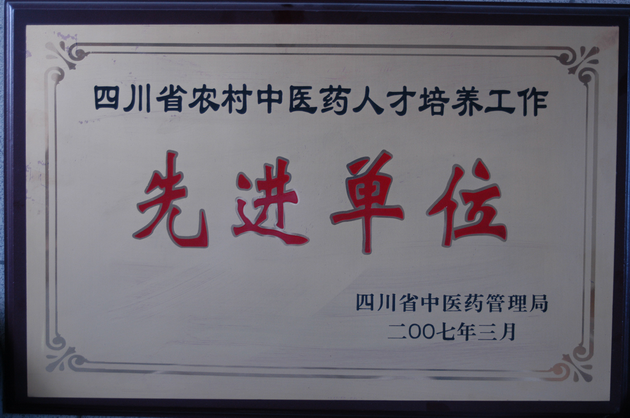 四川省农村中医药人才培养工作
先进单位
四川省中医药管理局
二00七年三月